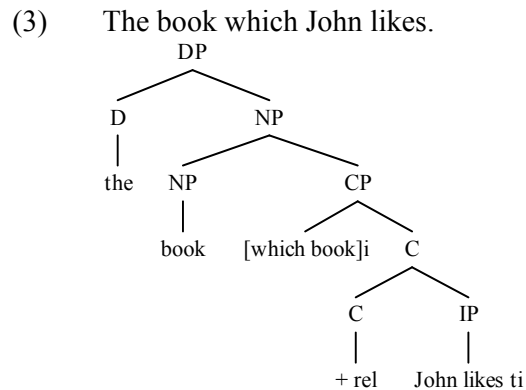 (3) The book which John likes.
DP
D NP
the NP CP
book [which book]i C
C IP
+ rel John likes ti